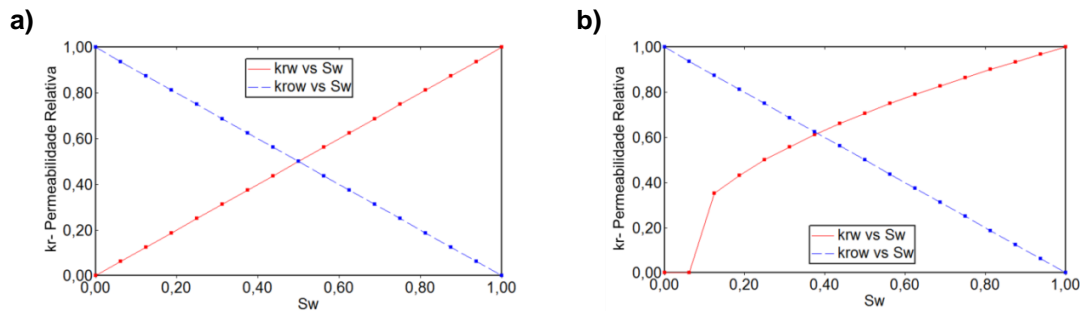 a)
1,00
0,80
0,60
0,40
0,20
0,00
kr- Permeabilidade Relativa
krw vs Sw
krow vs Sw
0,00 0,20 0,40 0,60 0,80 1,00
Sw
b)
1,00
0,80
0,60
0,40
0,20
0,00
kr- Permeabilidade Relativa
krw vs Sw
krow vs Sw
0,00 0,20 0,40 0,60 0,80 1,00
Sw